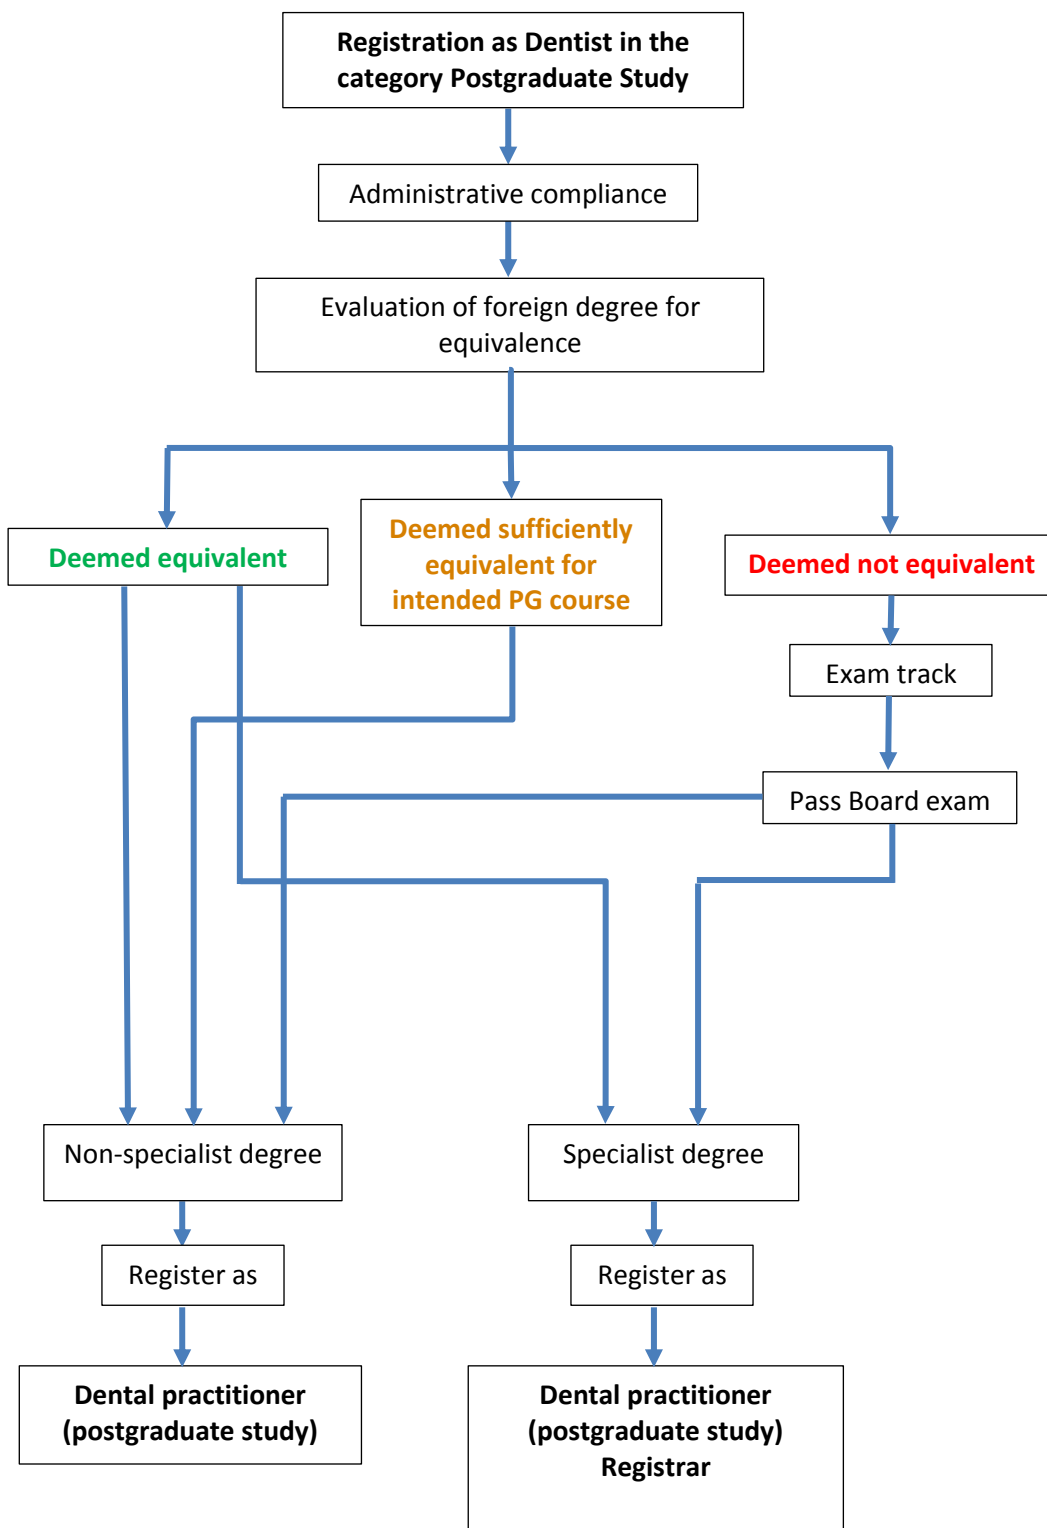 Registration as Dentist in the
category Postgraduate Study
Administrative compliance
Evaluation of foreign degree for
equivalence
Deemed equivalent
Deemed sufficiently
equivalent for
intended PG course
Deemed not equivalent
Exam track
Pass Board exam
Non-specialist degree
Specialist degree
Register as
Register as
Dental practitioner
(postgraduate study)
Dental practitioner
(postgraduate study)
Registrar